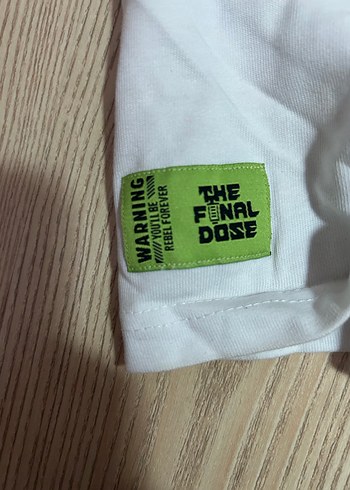 WARNING
YOU'LL BE
REBEL FOREVER
THE
FINAL
DOSE